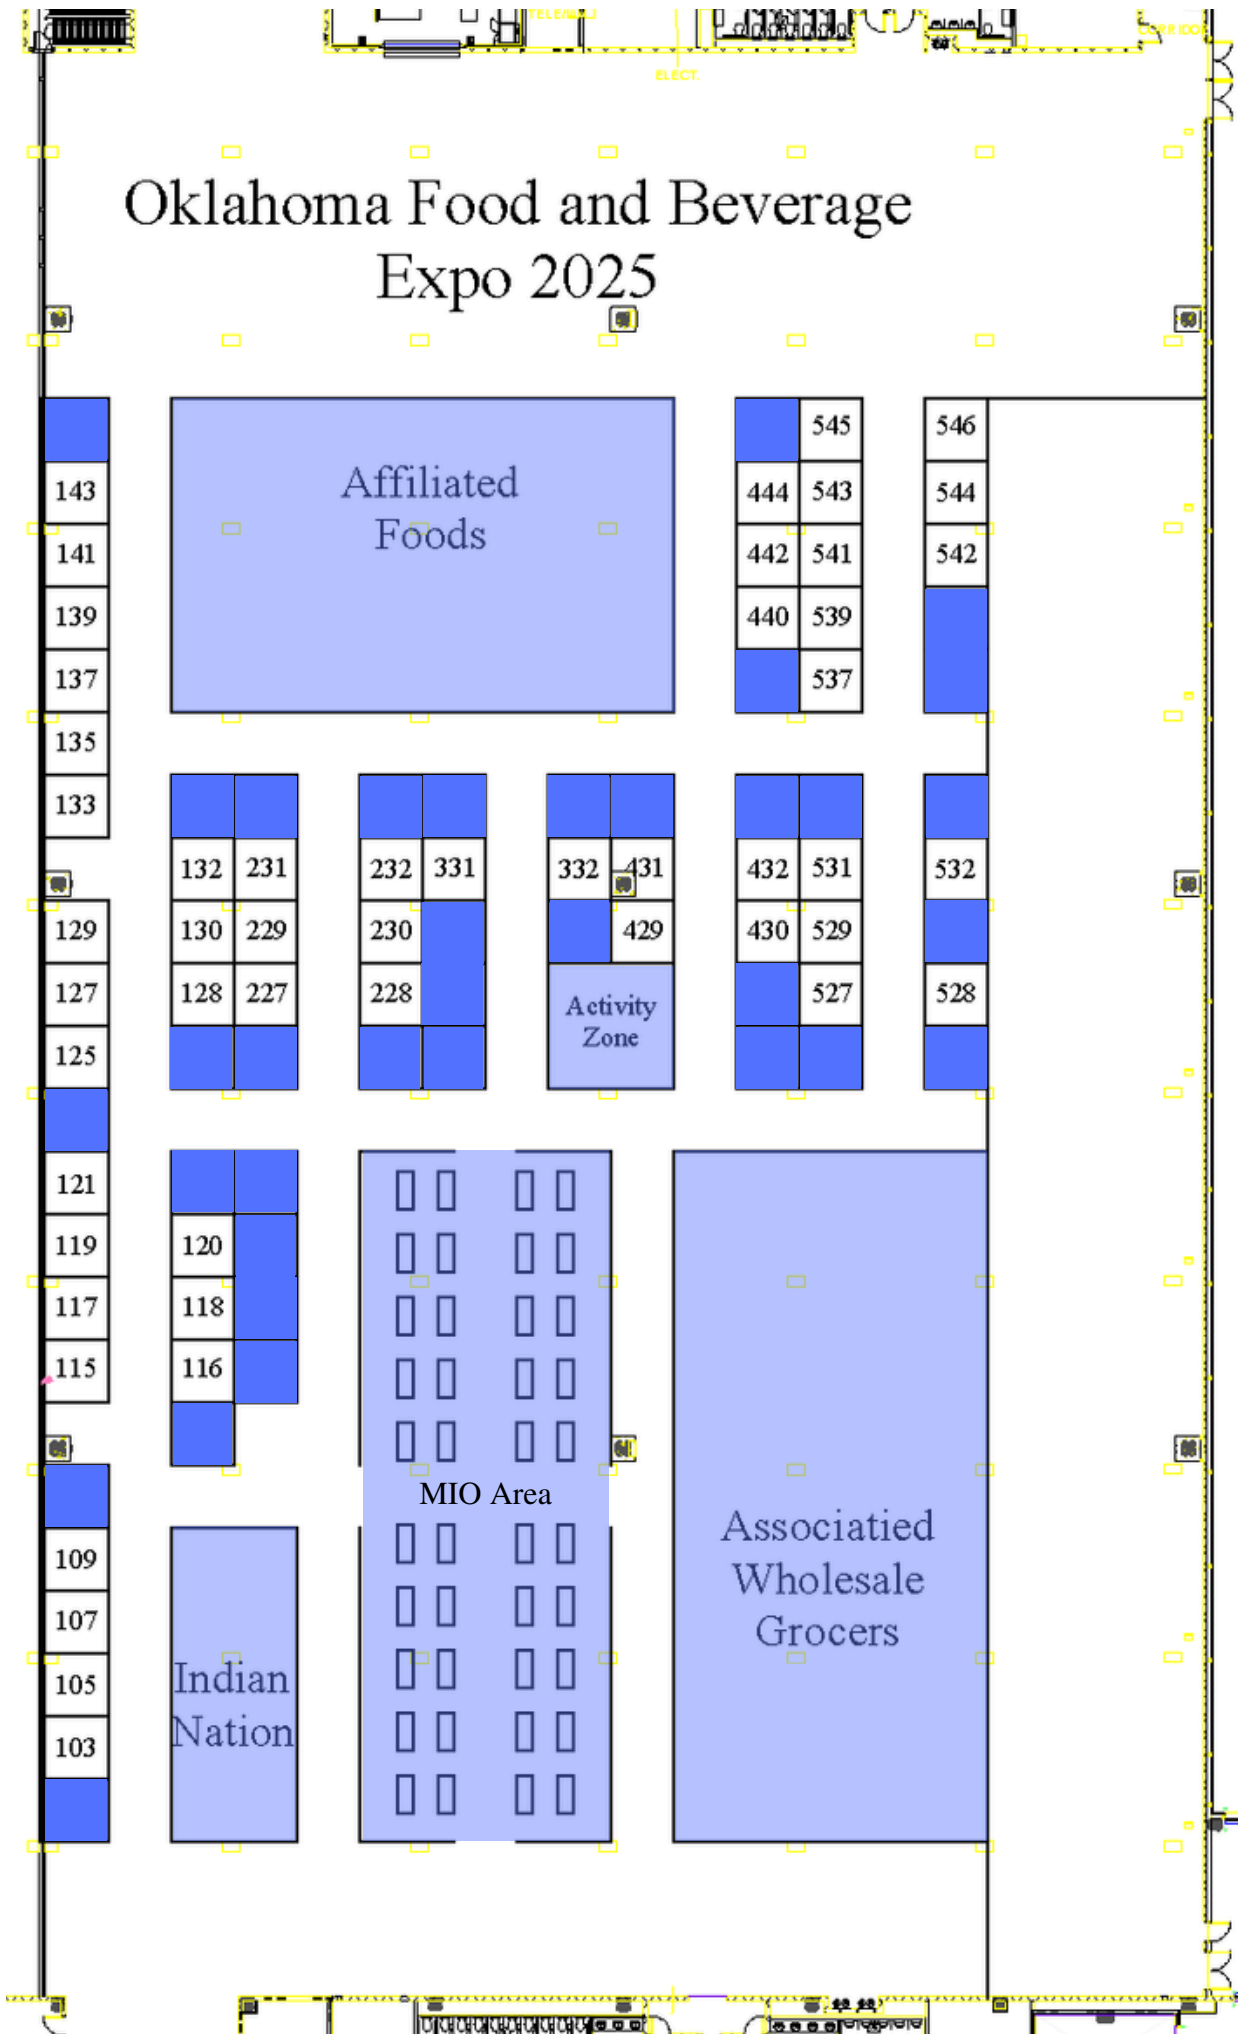 TELE
ELECT.
CORRIDOR
Oklahoma Food and Beverage
Expo 2025
545 546
143 444 543 544
Affiliated
Foods
141 442 541 542
139 440 539
137 537
135
133
132 231 232 331 332 431 432 531 532
129 130 229 230 429 430 529
127 128 227 228 527 528
Activity
Zone
125
121
119 120
117 118
115 116
MIO Area
109
107
105
103
Indian
Nation
Associatied
Wholesale
Grocers